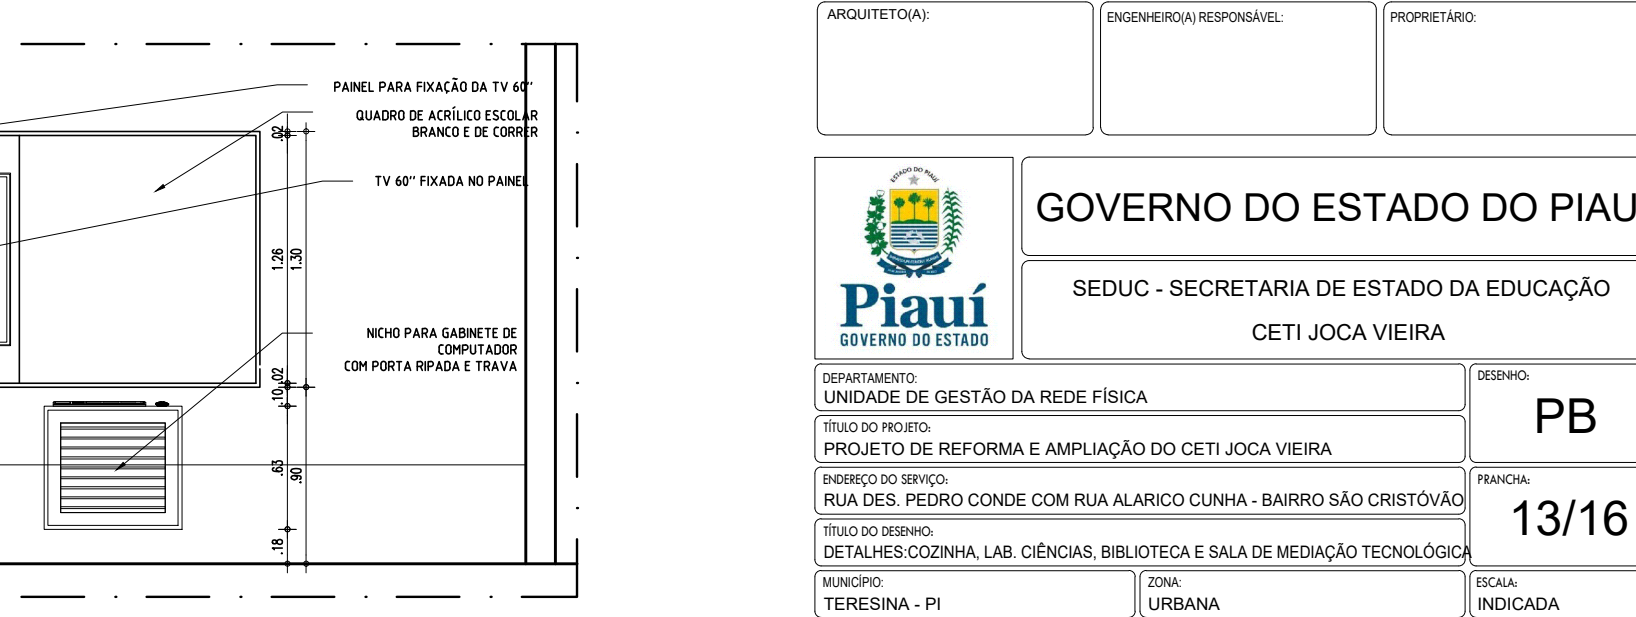 PAINEL PARA FIXAÇÃO DA TV 60''
QUADRO DE ACRÍLICO ESCOLAR
BRANCO E DE CORRER
.02
TV 60'' FIXADA NO PAINEL
1.26
1.30
NICHO PARA GABINETE DE
COMPUTADOR
COM PORTA RIPADA E TRAVA
.02
.10
.63
.90
.18
ARQUITETO(A):
ENGENHEIRO(A) RESPONSÁVEL:
PROPRIETÁRIO:
ESTADO DO PIAUÍ
Piauí
GOVERNO DO ESTADO
GOVERNO DO ESTADO DO PIAU
SEDUC - SECRETARIA DE ESTADO DA EDUCAÇÃO
CETI JOCA VIEIRA
DEPARTAMENTO:
UNIDADE DE GESTÃO DA REDE FÍSICA
DESENHO:
PB
TÍTULO DO PROJETO:
PROJETO DE REFORMA E AMPLIAÇÃO DO CETI JOCA VIEIRA
ENDEREÇO DO SERVIÇO:
RUA DES. PEDRO CONDE COM RUA ALARICO CUNHA - BAIRRO SÃO CRISTÓVÃO
PRANCHA:
13/16
TÍTULO DO DESENHO:
DETALHES:COZINHA, LAB. CIÊNCIAS, BIBLIOTECA E SALA DE MEDIAÇÃO TECNOLÓGICA
MUNICÍPIO:
TERESINA - PI
ZONA:
URBANA
ESCALA:
INDICADA